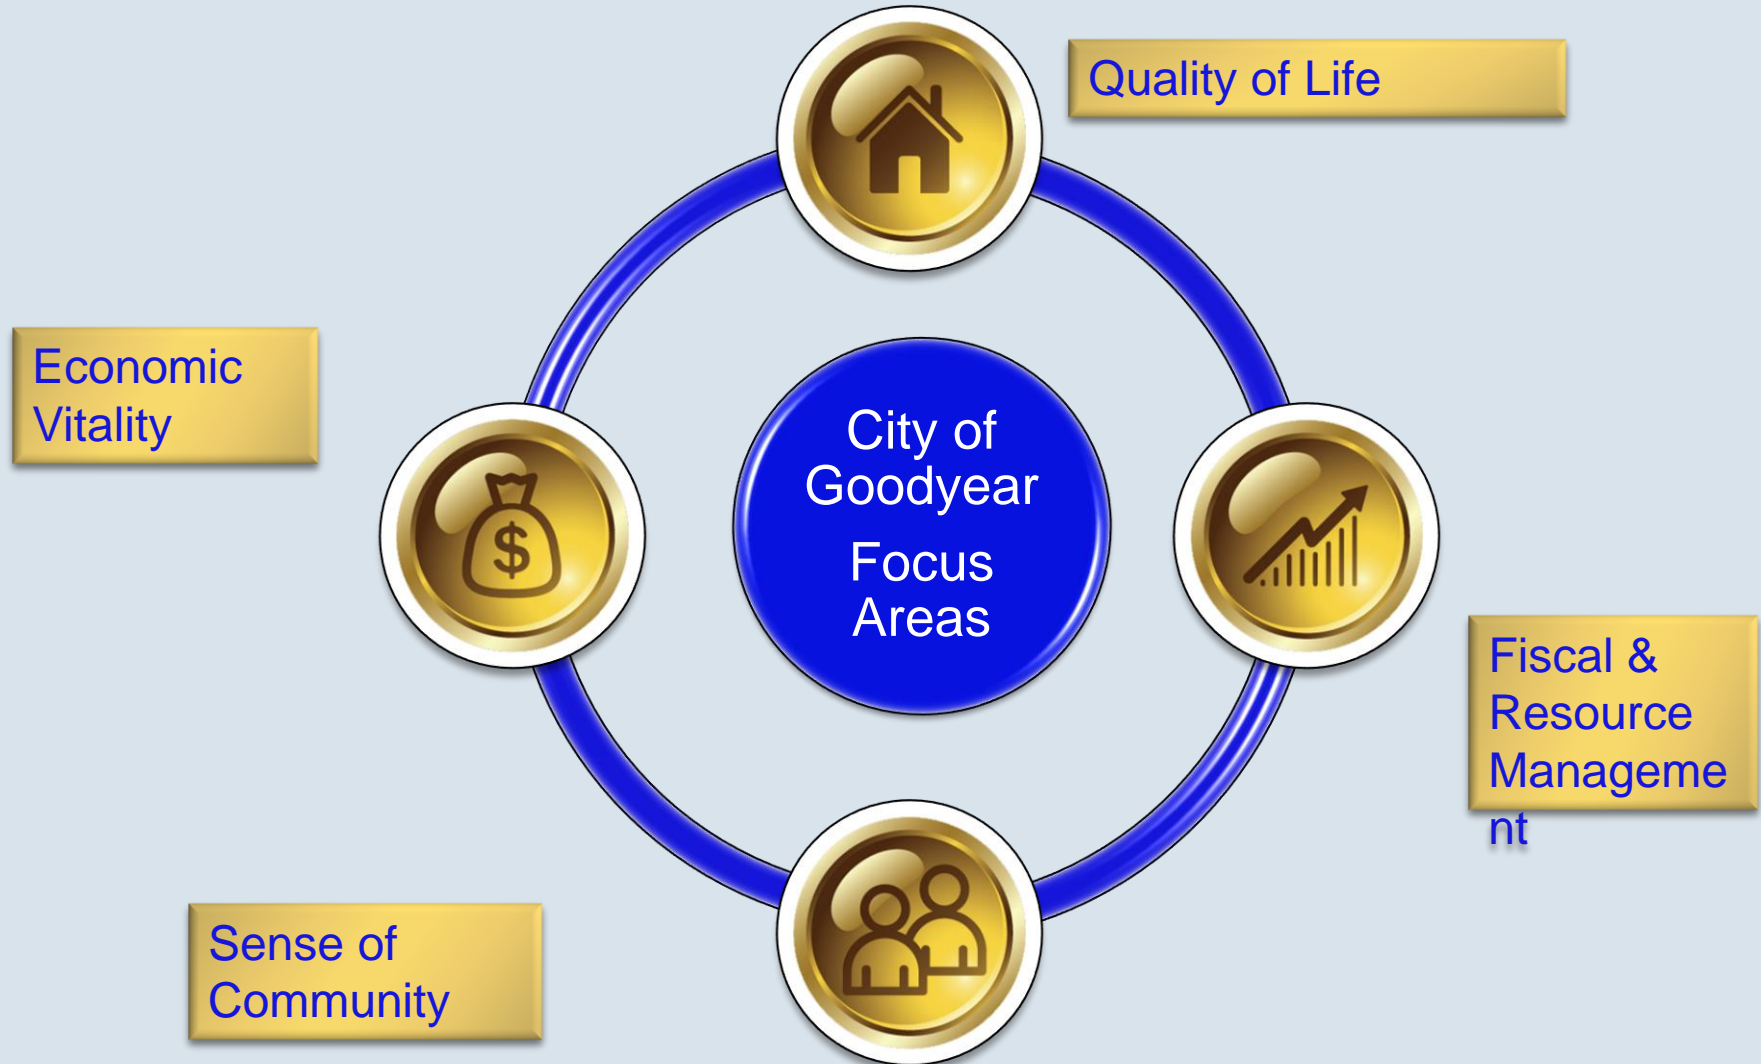 Quality of Life
Economic
Vitality
City of
Goodyear
Focus
Areas
$
Fiscal &
Resource
Manageme
nt
Sense of
Community